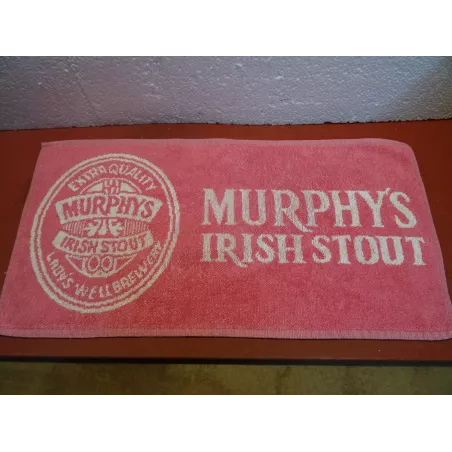 EXTRA QUALITY
MURPHYS
IRISH STOUT
LADY'S WELL BREWERY
MURPHY'S
IRISH STOUT